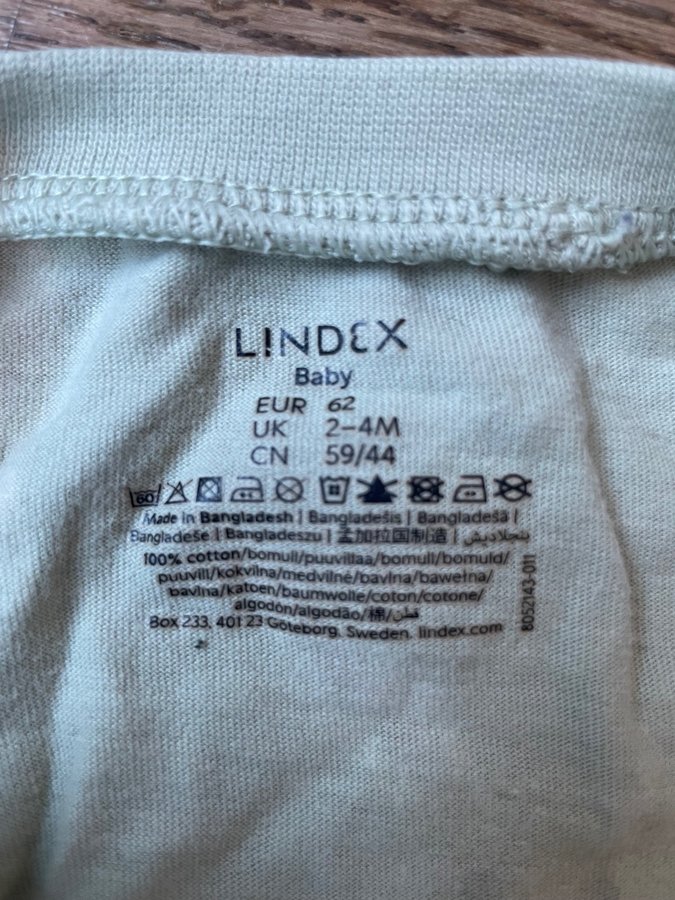 LINDEX
Baby
EUR 62
UK 2–4M
CN 59/44
60
Made in Bangladesh | Bangladešis | Bangladešā |
Bangladeše | Bangladeszu | 孟加拉国制造 | بنجلاديش
100% cotton/bomull/puuvillaa/bomull/bomuld/
puuvill/kokvilna/medvilnė/bavlna/bawełna/
bavlna/katoen/baumwolle/coton/cotone/
algodón/algodão/棉/قطن
Box 233, 401 23 Göteborg. Sweden. lindex.com
8052143-011